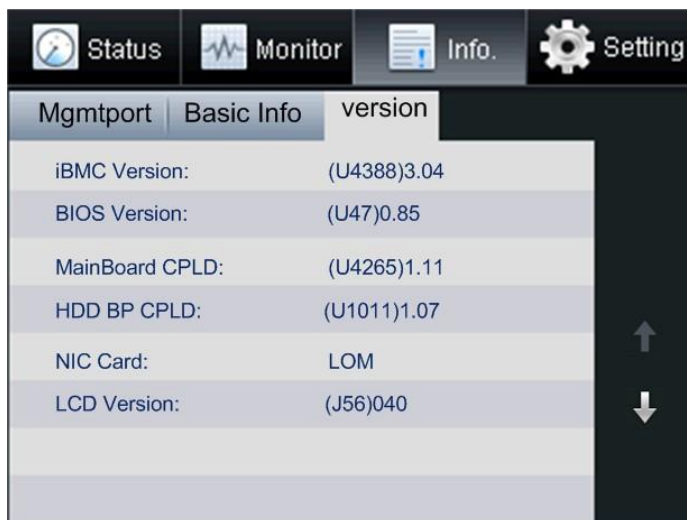 Status Monitor Info. Setting
Mgmtport Basic Info version
iBMC Version: (U4388)3.04
BIOS Version: (U47)0.85
MainBoard CPLD: (U4265)1.11
HDD BP CPLD: (U1011)1.07
NIC Card: LOM
LCD Version: (J56)040